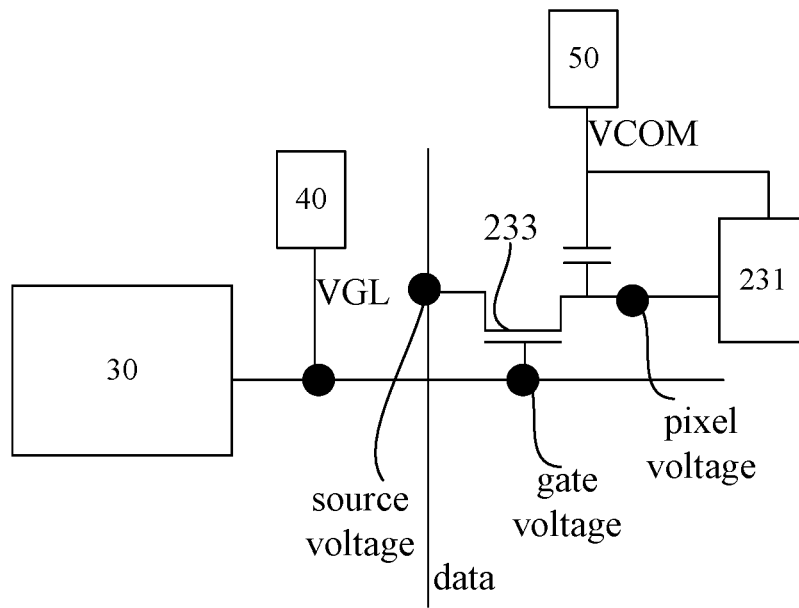 50
VCOM
40
233
231
VGL
30
pixel
voltage
gate
voltage
source
voltage
data